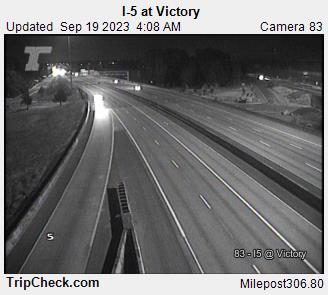 I-5 at Victory
Updated Sep 19 2023 4:08 AM Camera 83
TR
S
83 - I5 @ Victory
TripCheck.com Milepost306.80